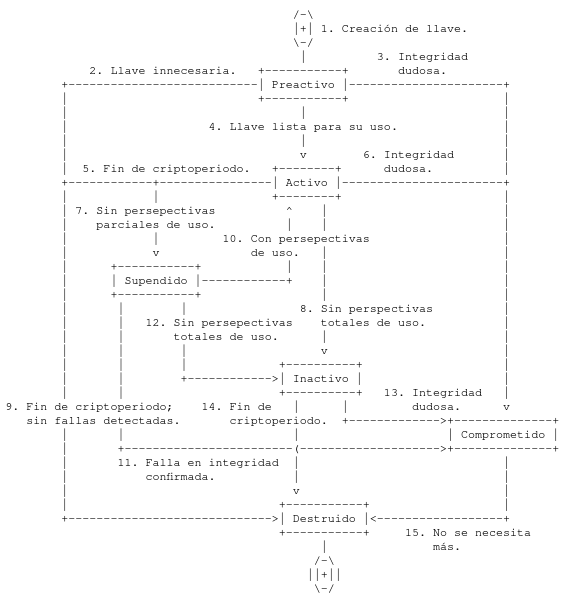 1. Creación de llave.
3. Integridad
dudosa.
2. Llave innecesaria.
Preactivo
4. Llave lista para su uso.
5. Fin de criptoperiodo.
6. Integridad
dudosa.
Activo
7. Sin persepectivas
parciales de uso.
10. Con persepectivas
de uso.
Supendido
8. Sin perspectivas
totales de uso.
12. Sin persepectivas
totales de uso.
Inactivo
9. Fin de criptoperiodo;
sin fallas detectadas.
14. Fin de
criptoperiodo.
13. Integridad
dudosa.
Comprometido
11. Falla en integridad
confirmada.
Destruido
15. No se necesita
más.